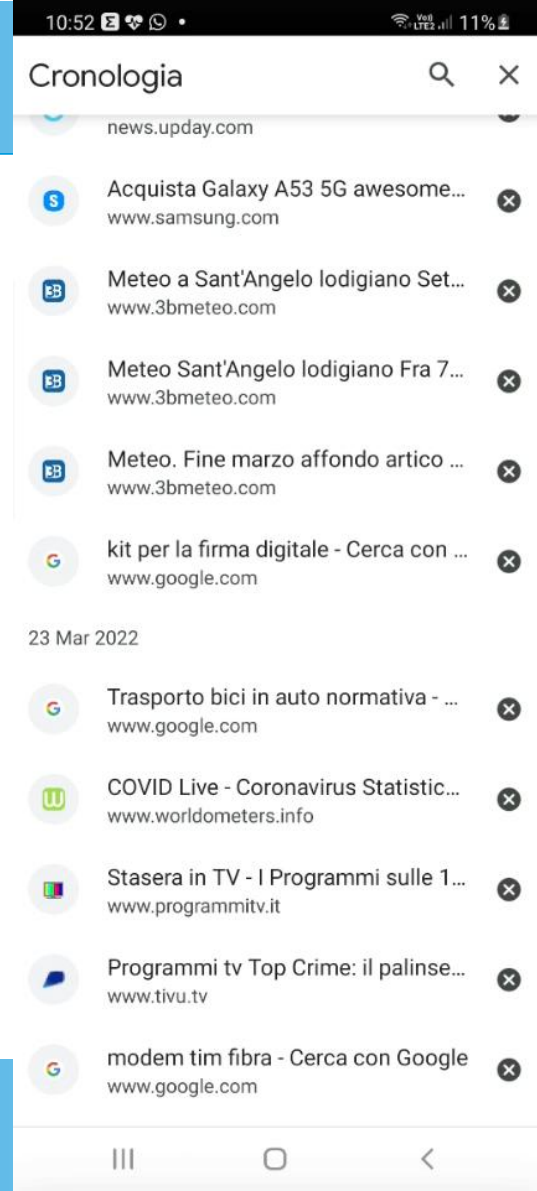 10:52
Voll LTE2 11%
Cronologia
news.upday.com
Acquista Galaxy A53 5G awesome...
www.samsung.com
Meteo a Sant'Angelo lodigiano Set...
www.3bmeteo.com
Meteo Sant'Angelo lodigiano Fra 7...
www.3bmeteo.com
Meteo. Fine marzo affondo artico ...
www.3bmeteo.com
kit per la firma digitale - Cerca con ...
www.google.com
23 Mar 2022
Trasporto bici in auto normativa - ...
www.google.com
COVID Live - Coronavirus Statistic...
www.worldometers.info
Stasera in TV - I Programmi sulle 1...
www.programmitv.it
Programmi tv Top Crime: il palinse...
www.tivu.tv
modem tim fibra - Cerca con Google
www.google.com